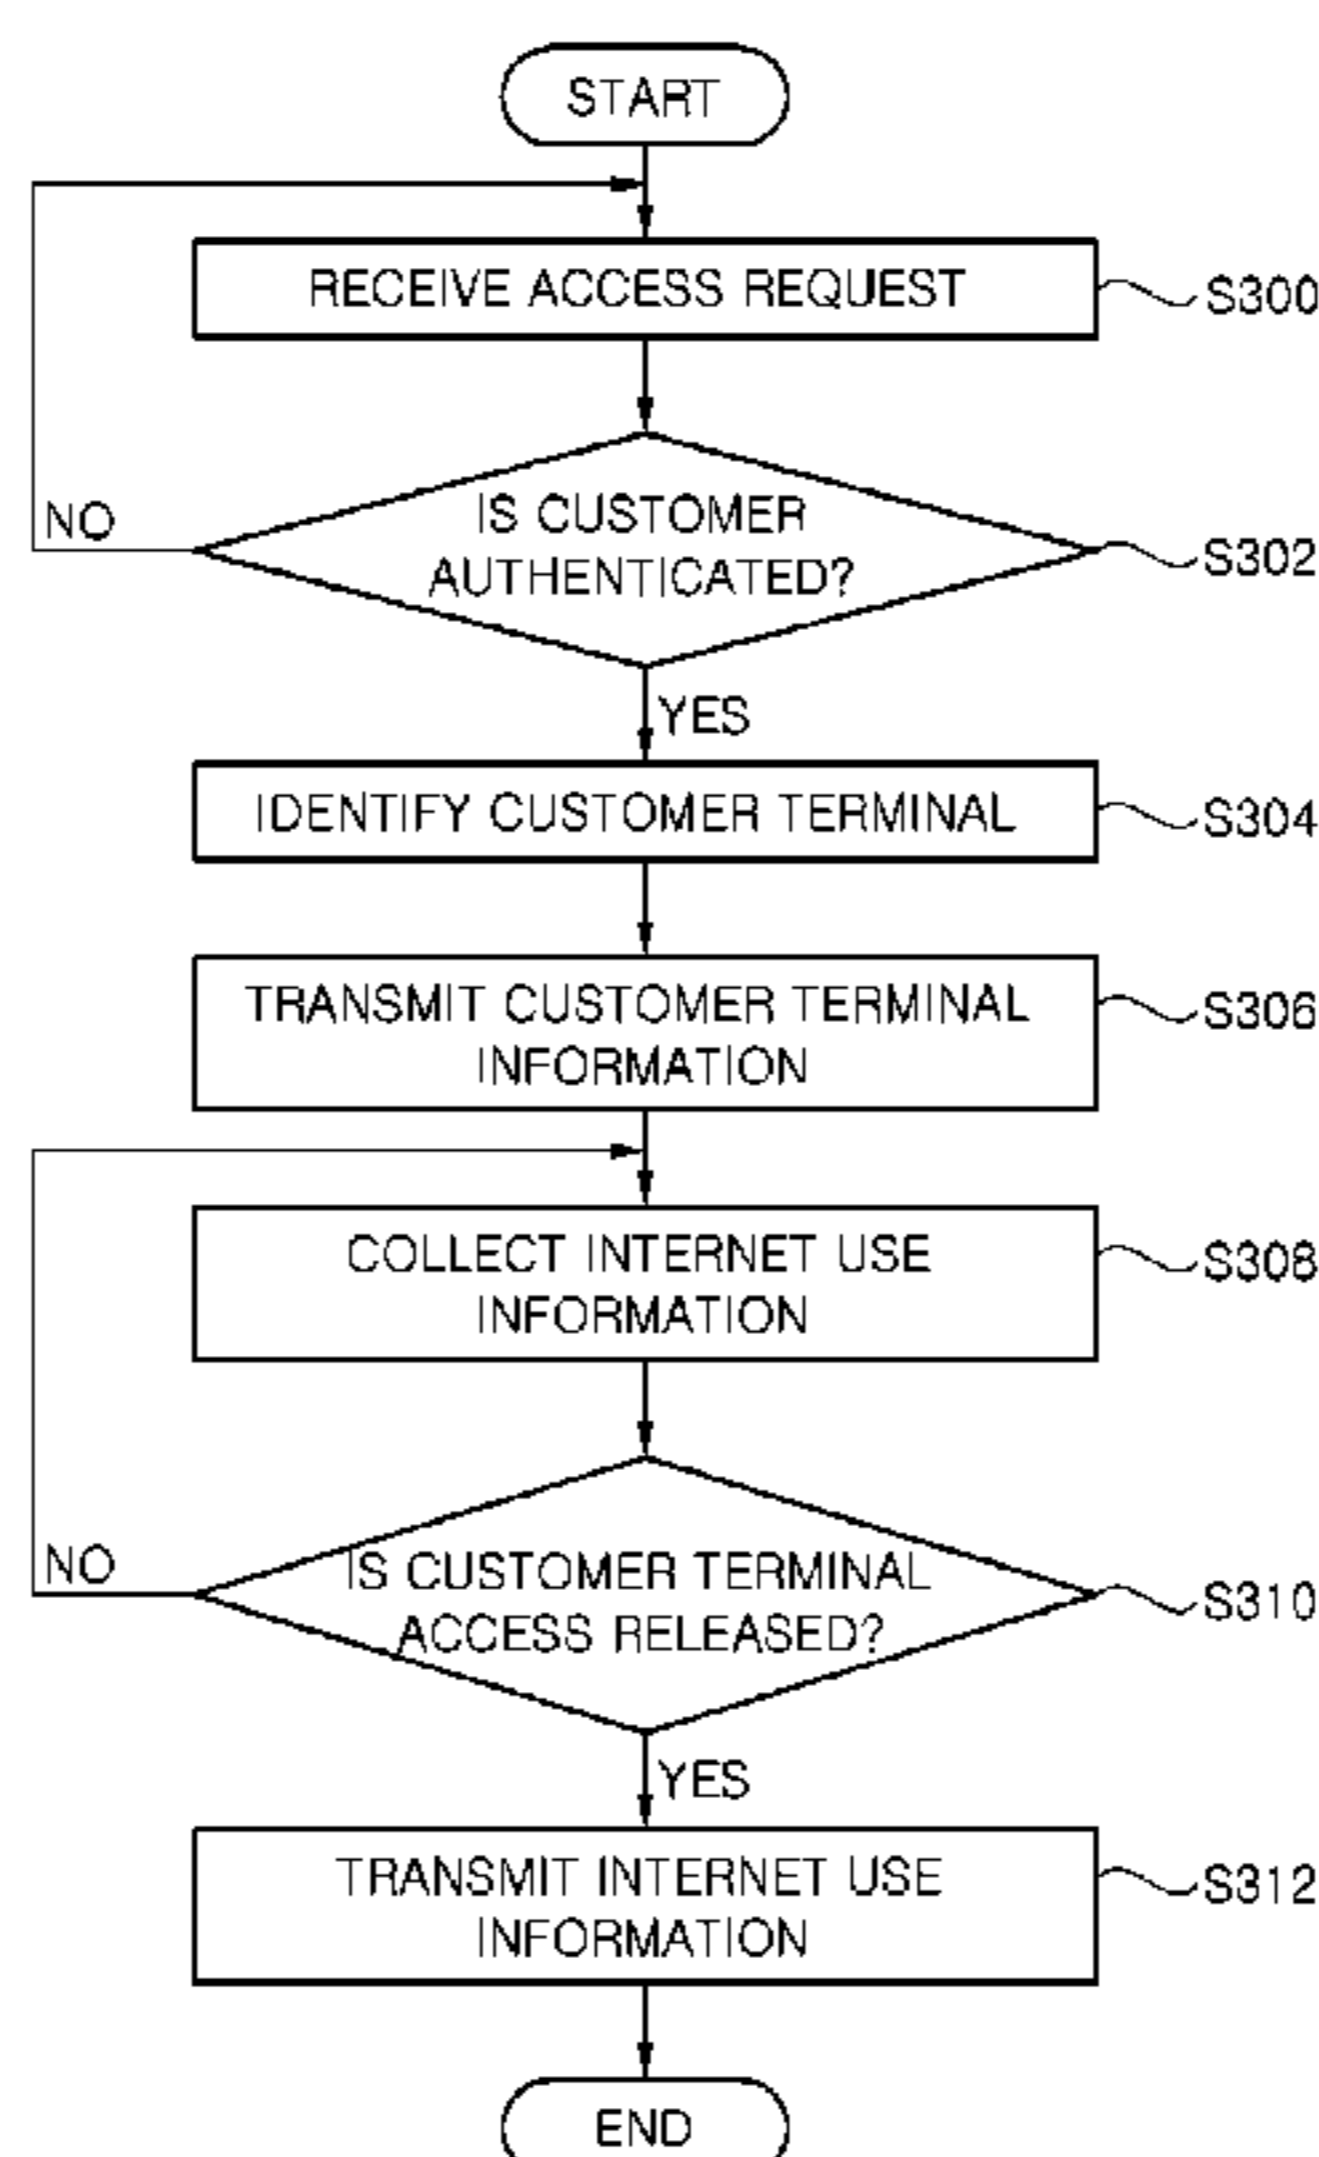 START
RECEIVE ACCESS REQUEST
S300
IS CUSTOMER
AUTHENTICATED?
S302
NO
YES
IDENTIFY CUSTOMER TERMINAL
S304
TRANSMIT CUSTOMER TERMINAL
INFORMATION
S306
COLLECT INTERNET USE
INFORMATION
S308
IS CUSTOMER TERMINAL
ACCESS RELEASED?
S310
NO
YES
TRANSMIT INTERNET USE
INFORMATION
S312
END